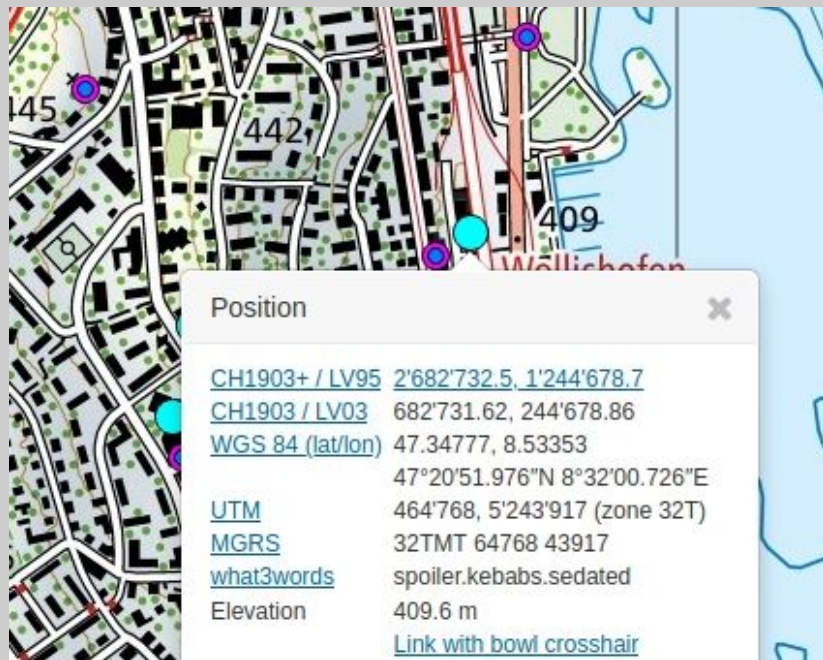 445
442
409
Wollishofen
Position
CH1903+ / LV95 2'682'732.5, 1'244'678.7
CH1903 / LV03 682'731.62, 244'678.86
WGS 84 (lat/lon) 47.34777, 8.53353
47°20'51.976"N 8°32'00.726"E
UTM 464'768, 5'243'917 (zone 32T)
MGRS 32TMT 64768 43917
what3words spoiler.kebabs.sedated
Elevation 409.6 m
Link with bowl crosshair